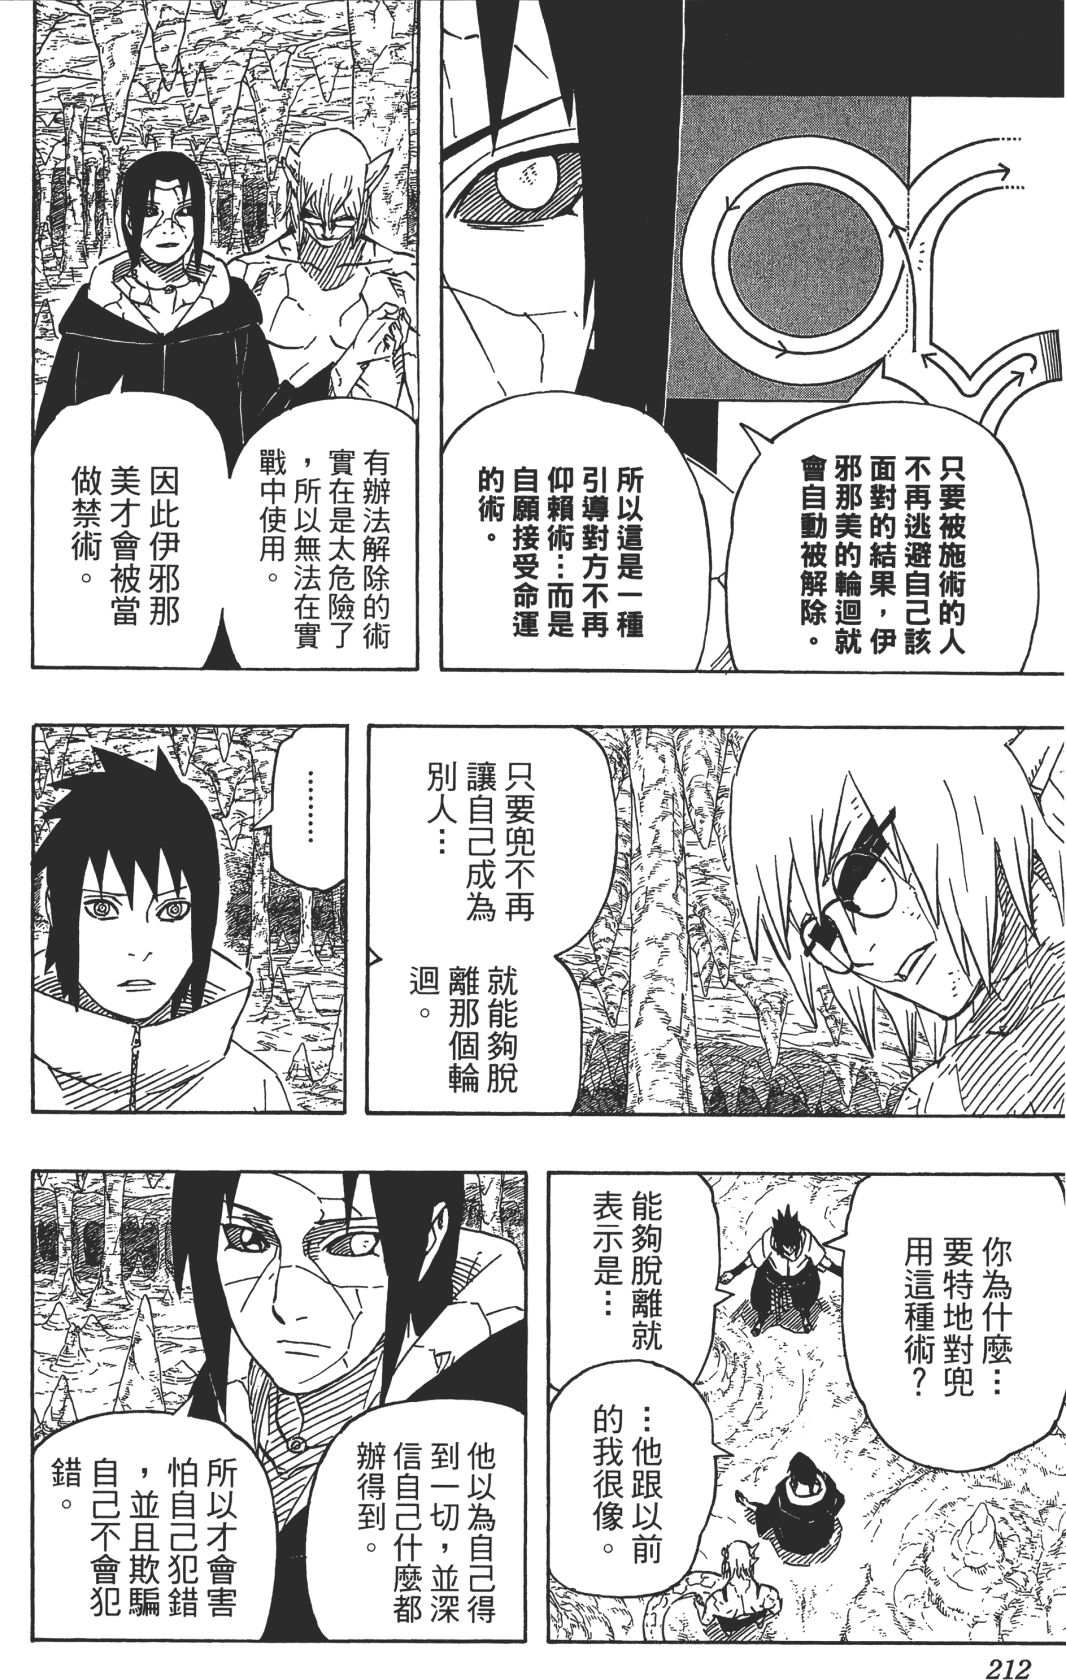 只要被施術的人
不再逃避自己該
面對的結果，伊
邪那美的輪迴就
會自動被解除。
所以這是一種
引導對方不再
仰賴術…而是
自願接受命運
的術。
有辦法解除的術
實在是太危險了
，所以無法在實
戰中使用。
因此伊邪那
美才會被當
做禁術。
只要兜不再
讓自己成為
別人…
就能夠脫
離那個輪
迴。
………
你為什麼…
要特地對兜
用這種術？
能夠脫離就
表示是…
…他跟以前
的我很像。
他以為自己得
到一切，並深
信自己什麼都
辦得到。
所以才會害
怕自己犯錯
，並且欺騙
自己不會犯
錯。
212